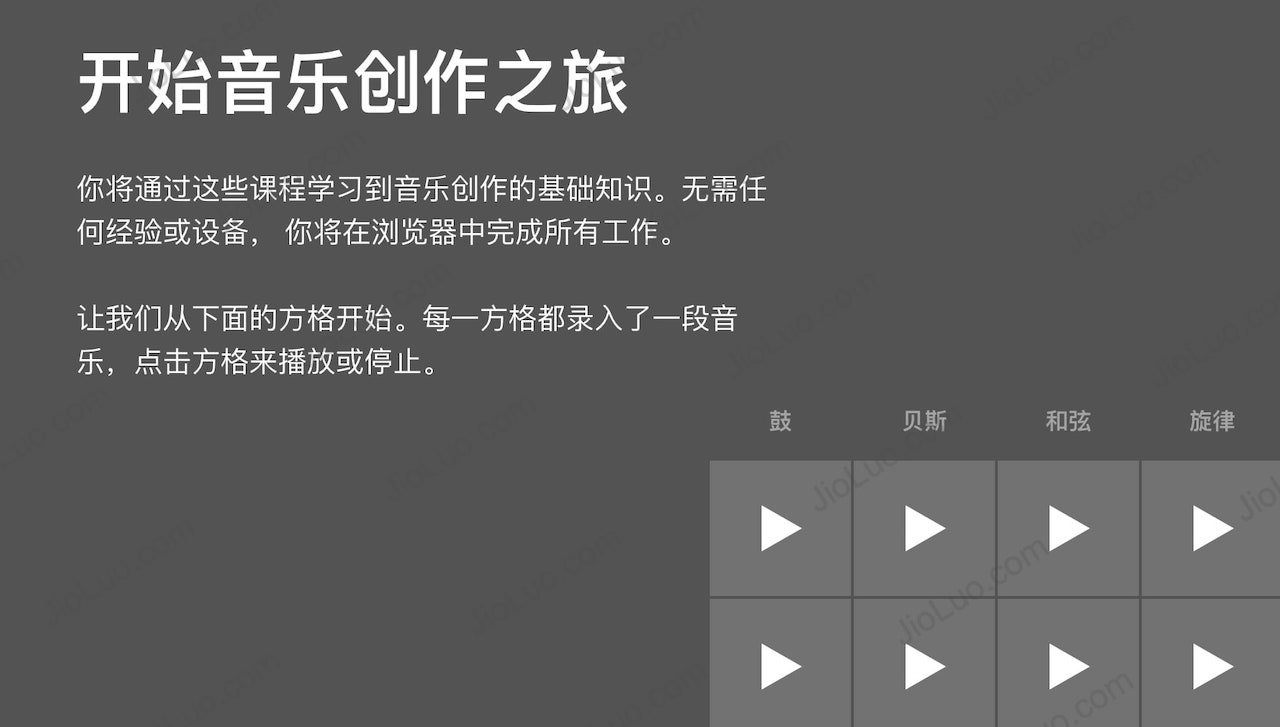 开始音乐创作之旅
你将通过这些课程学习到音乐创作的基础知识。无需任
何经验或设备， 你将在浏览器中完成所有工作。
让我们从下面的方格开始。每一方格都录入了一段音
乐，点击方格来播放或停止。
鼓 贝斯 和弦 旋律
JioLuo.com